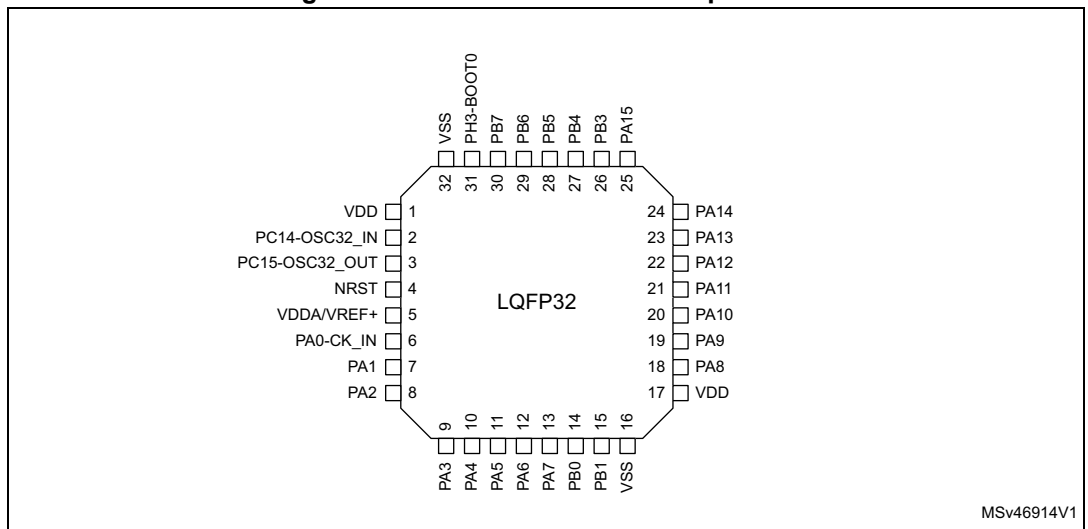 VSS
PH3-BOOT0
PB7
PB6
PB5
PB4
PB3
PA15
32
31
30
29
28
27
26
25
VDD 1
PC14-OSC32_IN 2
PC15-OSC32_OUT 3
NRST 4
VDDA/VREF+ 5
PA0-CK_IN 6
PA1 7
PA2 8
LQFP32
24 PA14
23 PA13
22 PA12
21 PA11
20 PA10
19 PA9
18 PA8
17 VDD
9
10
11
12
13
14
15
16
PA3
PA4
PA5
PA6
PA7
PB0
PB1
VSS
MSv46914V1